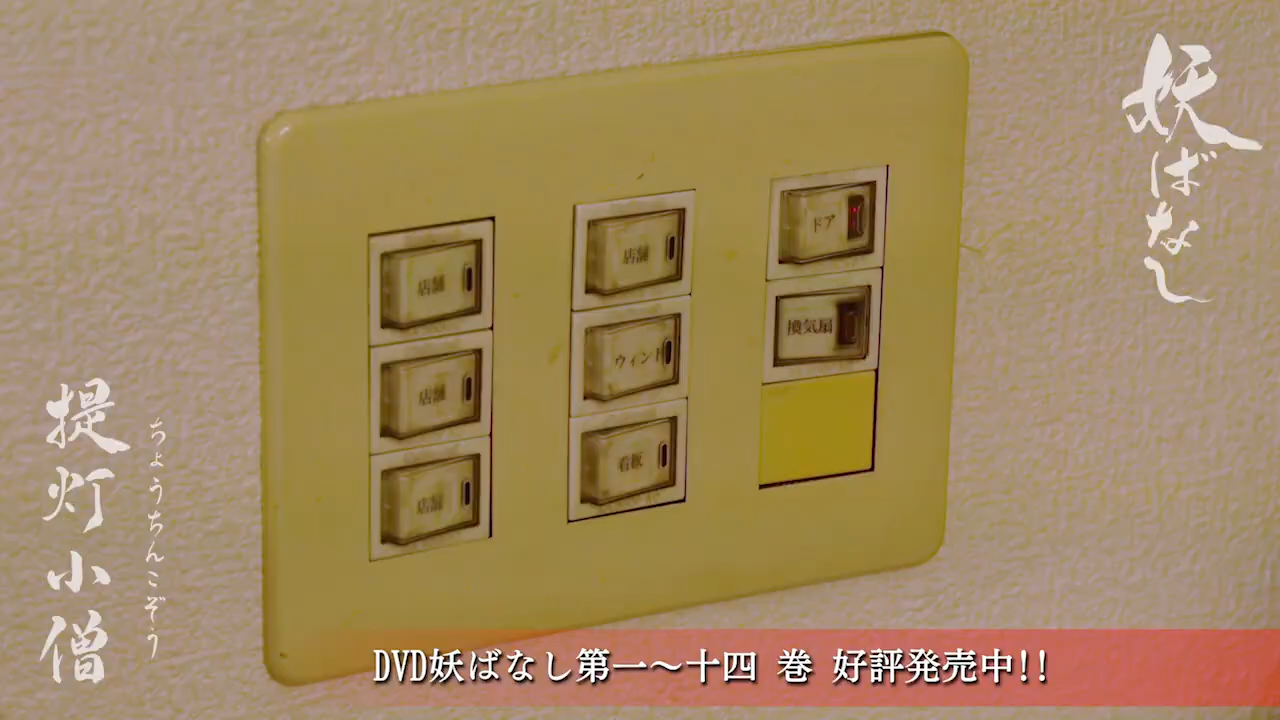 妖ばなし
提灯小僧
ちょうちんこぞう
店舗
店舗
店舗
店舗
ウィンド
看板
ドア
換気扇
DVD妖ばなし第一～十四 巻 好評発売中!!